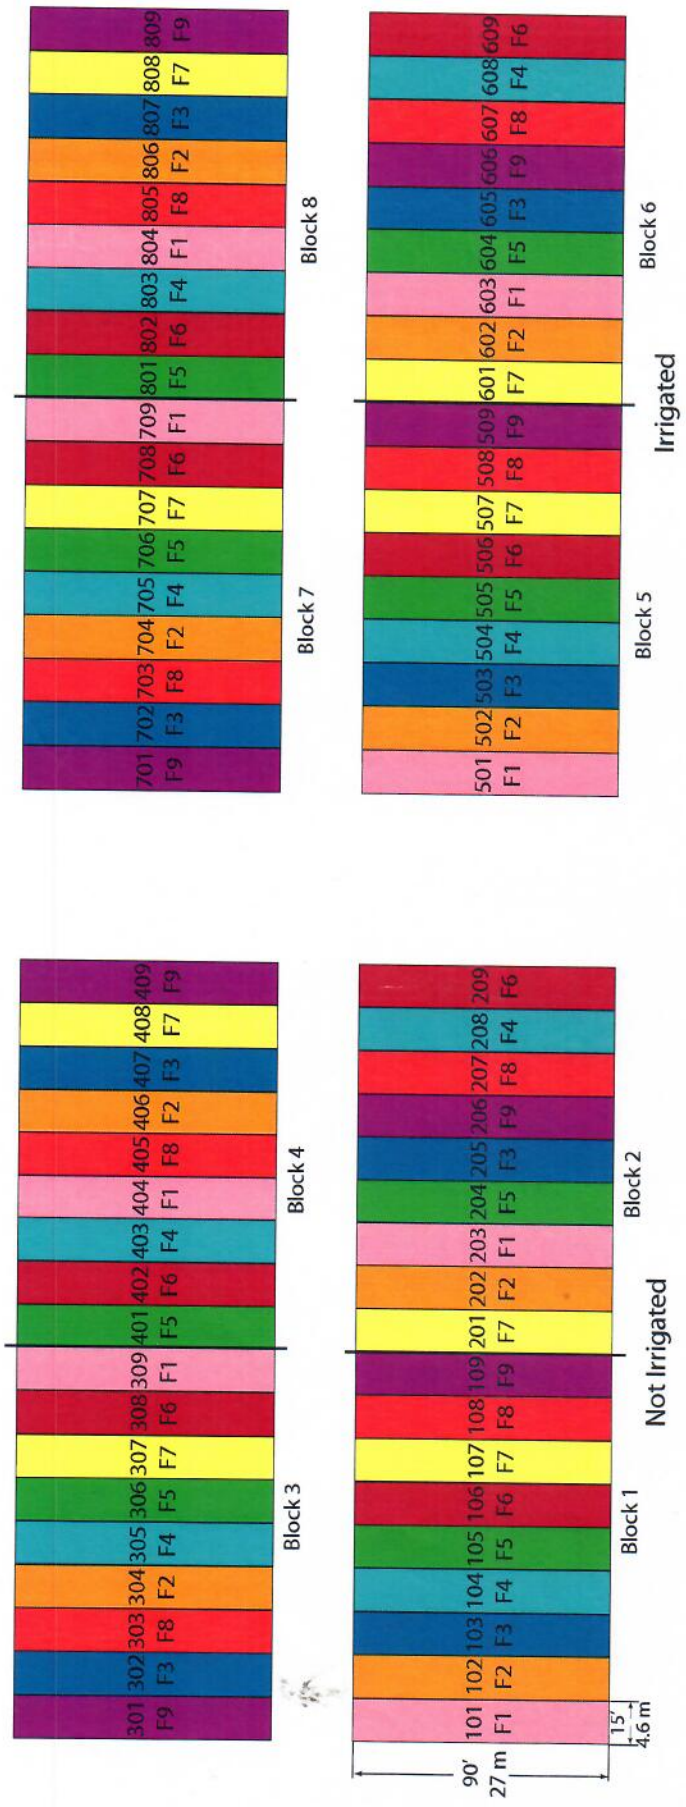 301 302 303 304 305 306 307 308 309 401 402 403 404 405 406 407 408 409
F9 F3 F8 F2 F4 F5 F7 F6 F1 F5 F6 F4 F1 F8 F2 F3 F7 F9
Block 3 Block 4
701 702 703 704 705 706 707 708 709 801 802 803 804 805 806 807 808 809
F9 F3 F8 F2 F4 F5 F7 F6 F1 F5 F6 F4 F1 F8 F2 F3 F7 F9
Block 7 Block 8
90'
27 m
101 102 103 104 105 106 107 108 109 201 202 203 204 205 206 207 208 209
F1 F2 F3 F4 F5 F6 F7 F8 F9 F7 F2 F1 F5 F3 F9 F8 F4 F6
15'
4.6 m
Block 1 Block 2
Not Irrigated
501 502 503 504 505 506 507 508 509 601 602 603 604 605 606 607 608 609
F1 F2 F3 F4 F5 F6 F7 F8 F9 F7 F2 F1 F5 F3 F9 F8 F4 F6
Block 5 Block 6
Irrigated